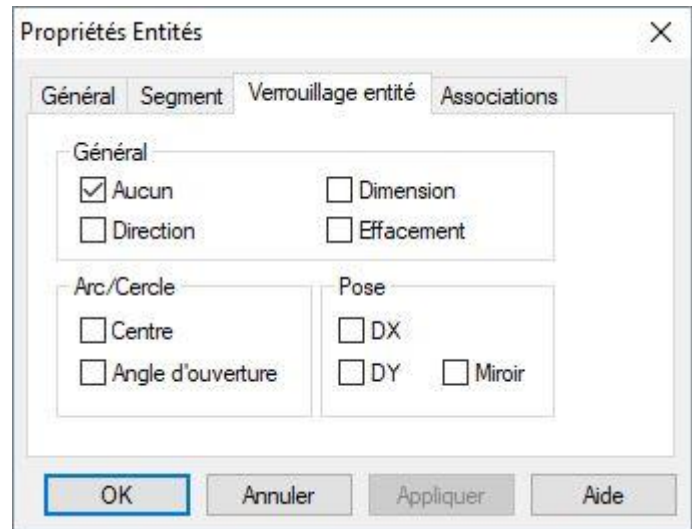 Propriétés Entités
Général Segment Verrouillage entité Associations
Général
Aucun Dimension
Direction Effacement
Arc/Cercle Pose
Centre DX
Angle d'ouverture DY Miroir
OK Annuler Appliquer Aide